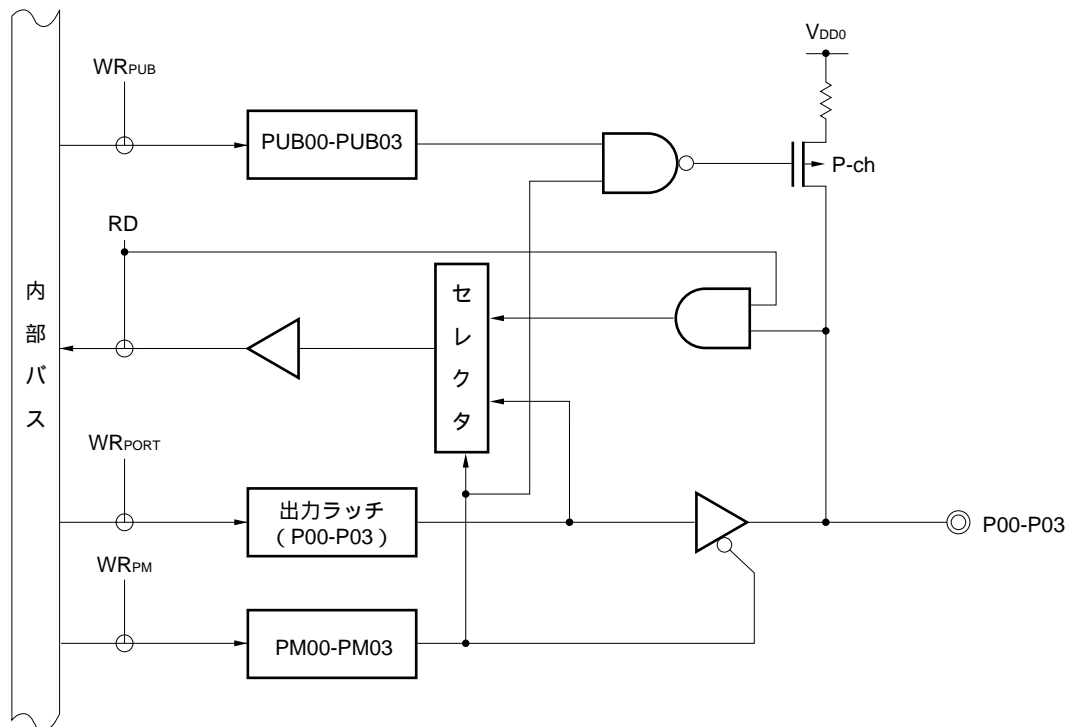 VDD0
WRPUB
PUB00-PUB03
P-ch
RD
内部バス
セレクタ
WRPORT
出力ラッチ
（P00-P03）
P00-P03
WRPM
PM00-PM03